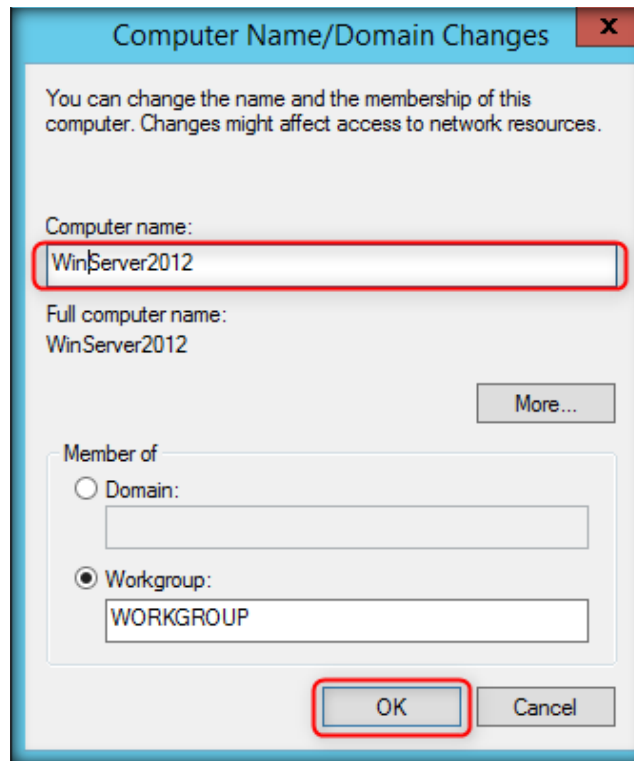 Computer Name/Domain Changes
x
You can change the name and the membership of this
computer. Changes might affect access to network resources.
Computer name:
WinServer2012
Full computer name:
WinServer2012
More...
Member of
Domain:
Workgroup:
WORKGROUP
OK Cancel